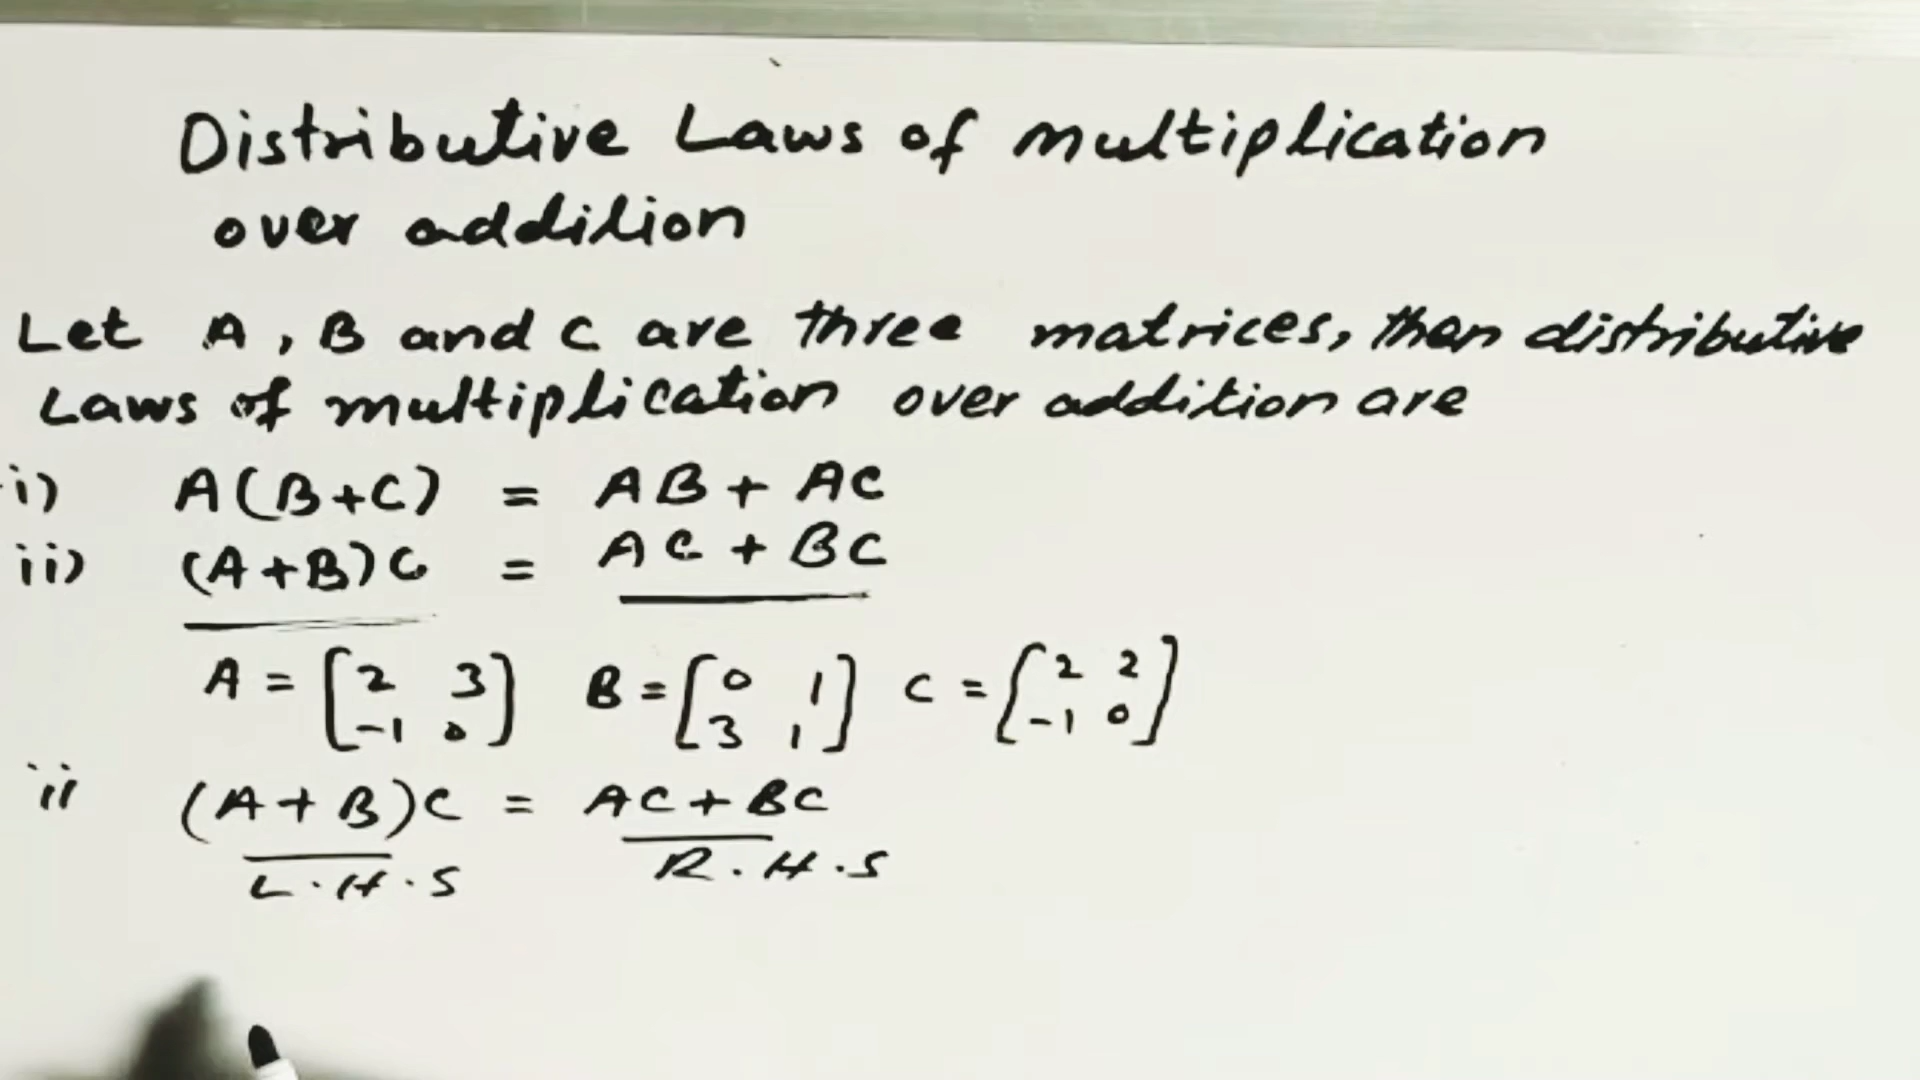 Distributive Laws of multiplication
over addition
Let A, B and C are three matrices, then distributive
Laws of multiplication over addition are
i) A(B+C) = AB + AC
ii) (A+B)C = AC + BC
A = [2 3 B = [0 1 C = [2 2
-1 0] 3 1] -1 0]
ii (A+B)C = AC+BC
L.H.S R.H.S